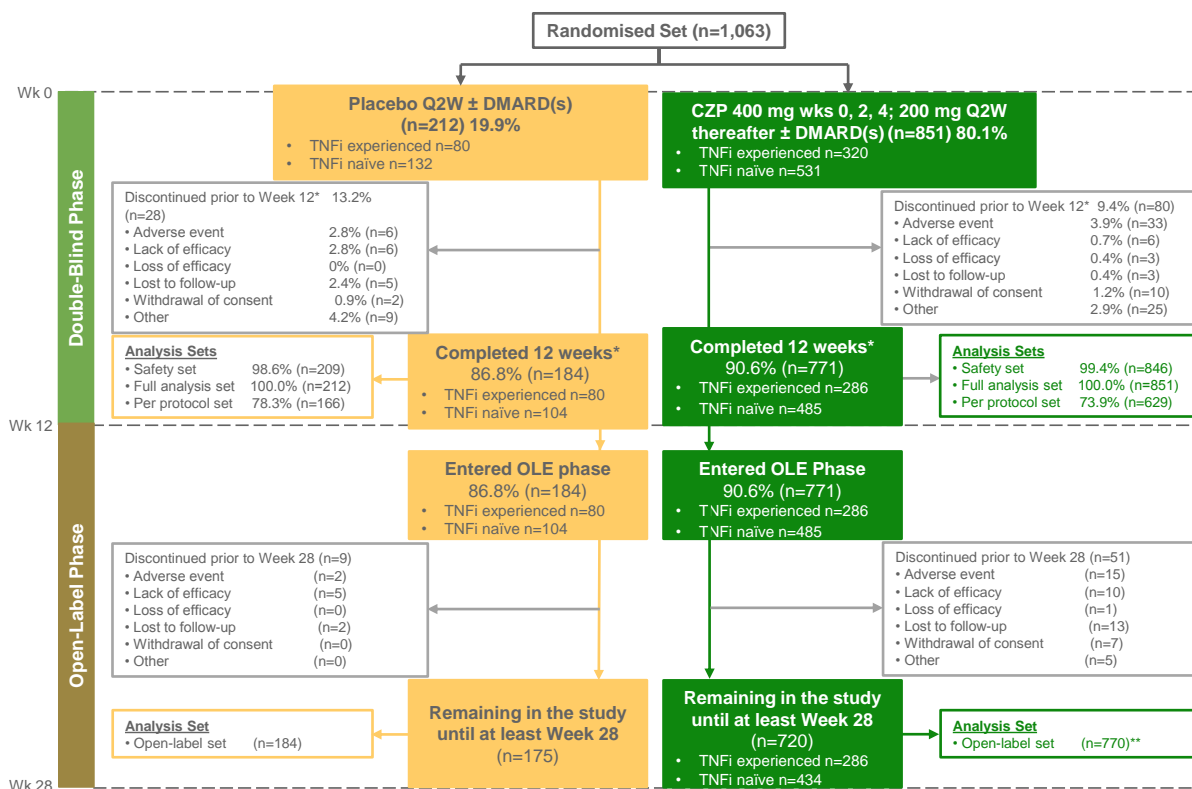 Randomised Set (n=1,063)
Wk 0
Placebo Q2W ± DMARD(s)
(n=212) 19.9%
• TNFi experienced n=80
• TNFi naïve n=132
CZP 400 mg wks 0, 2, 4; 200 mg Q2W
thereafter ± DMARD(s) (n=851) 80.1%
• TNFi experienced n=320
• TNFi naïve n=531
Double-Blind Phase
Discontinued prior to Week 12* 13.2%
(n=28)
• Adverse event 2.8% (n=6)
• Lack of efficacy 2.8% (n=6)
• Loss of efficacy 0% (n=0)
• Lost to follow-up 2.4% (n=5)
• Withdrawal of consent 0.9% (n=2)
• Other 4.2% (n=9)
Discontinued prior to Week 12* 9.4% (n=80)
• Adverse event 3.9% (n=33)
• Lack of efficacy 0.7% (n=6)
• Loss of efficacy 0.4% (n=3)
• Lost to follow-up 0.4% (n=3)
• Withdrawal of consent 1.2% (n=10)
• Other 2.9% (n=25)
Analysis Sets
• Safety set 98.6% (n=209)
• Full analysis set 100.0% (n=212)
• Per protocol set 78.3% (n=166)
Completed 12 weeks*
86.8% (n=184)
• TNFi experienced n=80
• TNFi naïve n=104
Completed 12 weeks*
90.6% (n=771)
• TNFi experienced n=286
• TNFi naïve n=485
Analysis Sets
• Safety set 99.4% (n=846)
• Full analysis set 100.0% (n=851)
• Per protocol set 73.9% (n=629)
Wk 12
Open-Label Phase
Entered OLE phase
86.8% (n=184)
• TNFi experienced n=80
• TNFi naïve n=104
Entered OLE Phase
90.6% (n=771)
• TNFi experienced n=286
• TNFi naïve n=485
Discontinued prior to Week 28 (n=9)
• Adverse event (n=2)
• Lack of efficacy (n=5)
• Loss of efficacy (n=0)
• Lost to follow-up (n=2)
• Withdrawal of consent (n=0)
• Other (n=0)
Discontinued prior to Week 28 (n=51)
• Adverse event (n=15)
• Lack of efficacy (n=10)
• Loss of efficacy (n=1)
• Lost to follow-up (n=13)
• Withdrawal of consent (n=7)
• Other (n=5)
Analysis Set
• Open-label set (n=184)
Remaining in the study
until at least Week 28
(n=175)
Remaining in the study
until at least Week 28
(n=720)
• TNFi experienced n=286
• TNFi naïve n=434
Analysis Set
• Open-label set (n=770)**
Wk 28